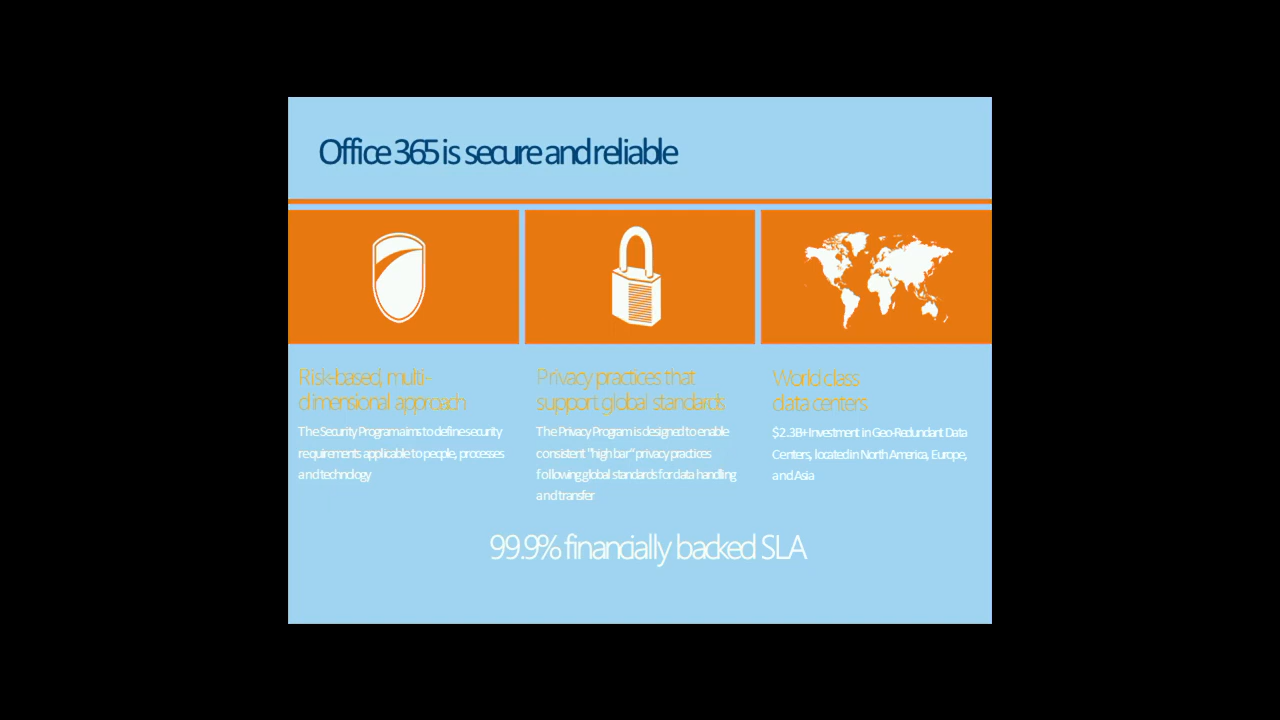 Office 365 is secure and reliable
Risk-based, multi-
dimensional approach
The Security Program aims to define security
requirements applicable to people, processes
and technology
Privacy practices that
support global standards
The Privacy Program is designed to enable
consistent "high bar" privacy practices
following global standards for data handling
and transfer
World class
data centers
$2.3B+ Investment in Geo-Redundant Data
Centers, located in North America, Europe,
and Asia
99.9% financially backed SLA